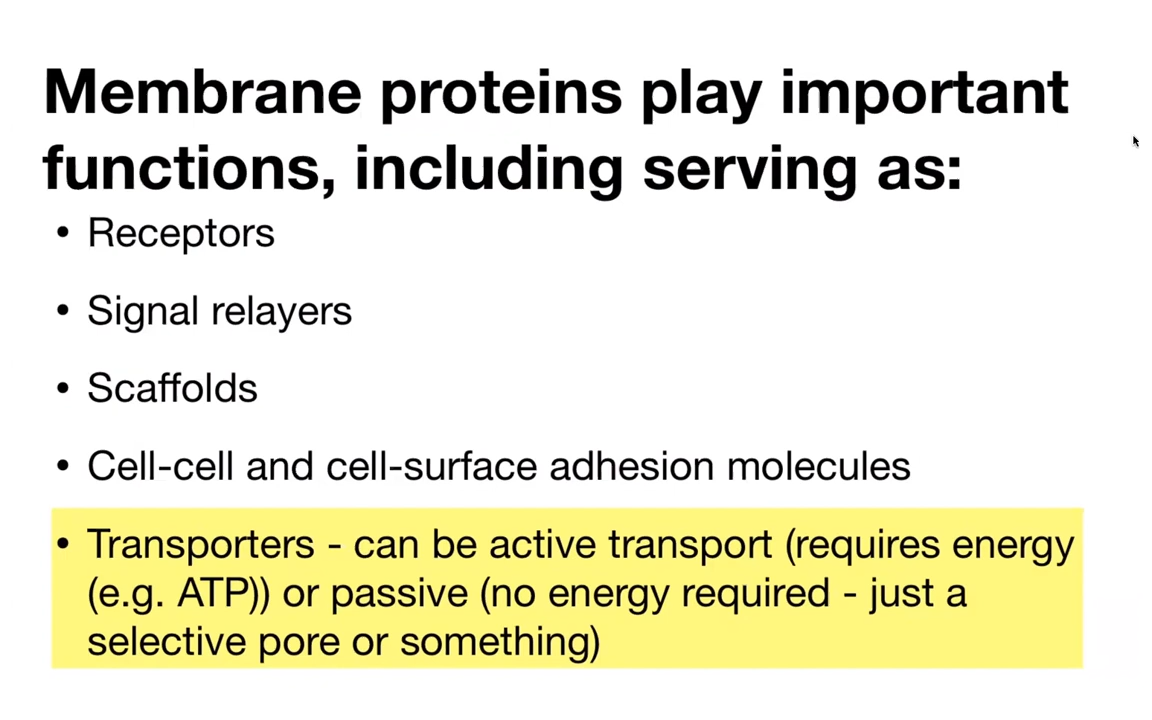 Membrane proteins play important
functions, including serving as:
• Receptors
• Signal relayers
• Scaffolds
• Cell-cell and cell-surface adhesion molecules
• Transporters - can be active transport (requires energy
(e.g. ATP)) or passive (no energy required - just a
selective pore or something)